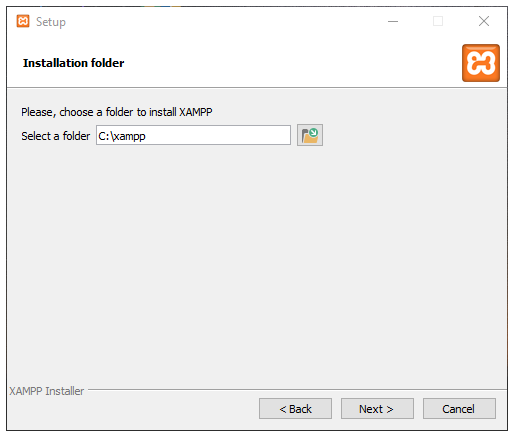 Setup
Installation folder
Please, choose a folder to install XAMPP
Select a folder C:\xampp
XAMPP Installer
< Back Next > Cancel